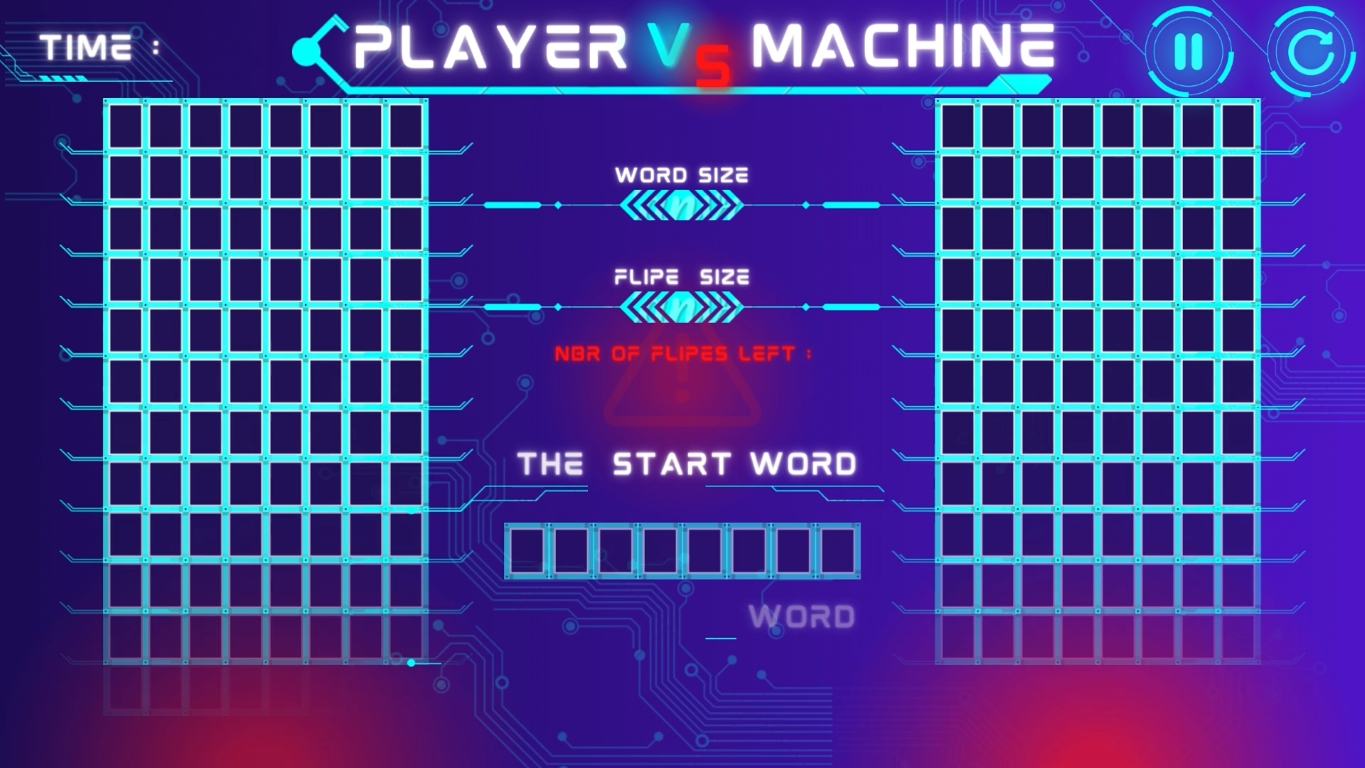 TIME :
PLAYER VS MACHINE
WORD SIZE
n
FLIPE SIZE
n
NBR OF FLIPES LEFT :
THE START WORD
WORD